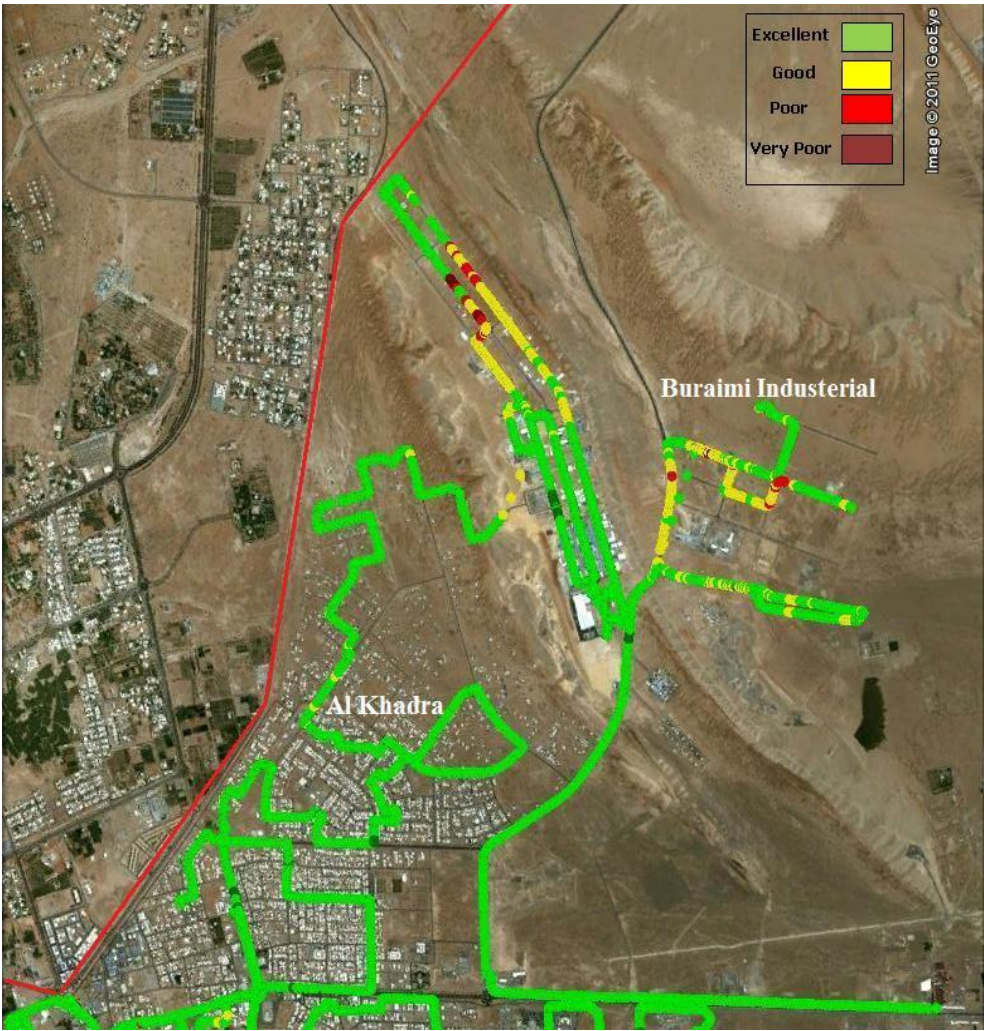 Excellent
Good
Poor
Very Poor
Image © 2011 GeoEye
Buraimi Industerial
Al Khadra